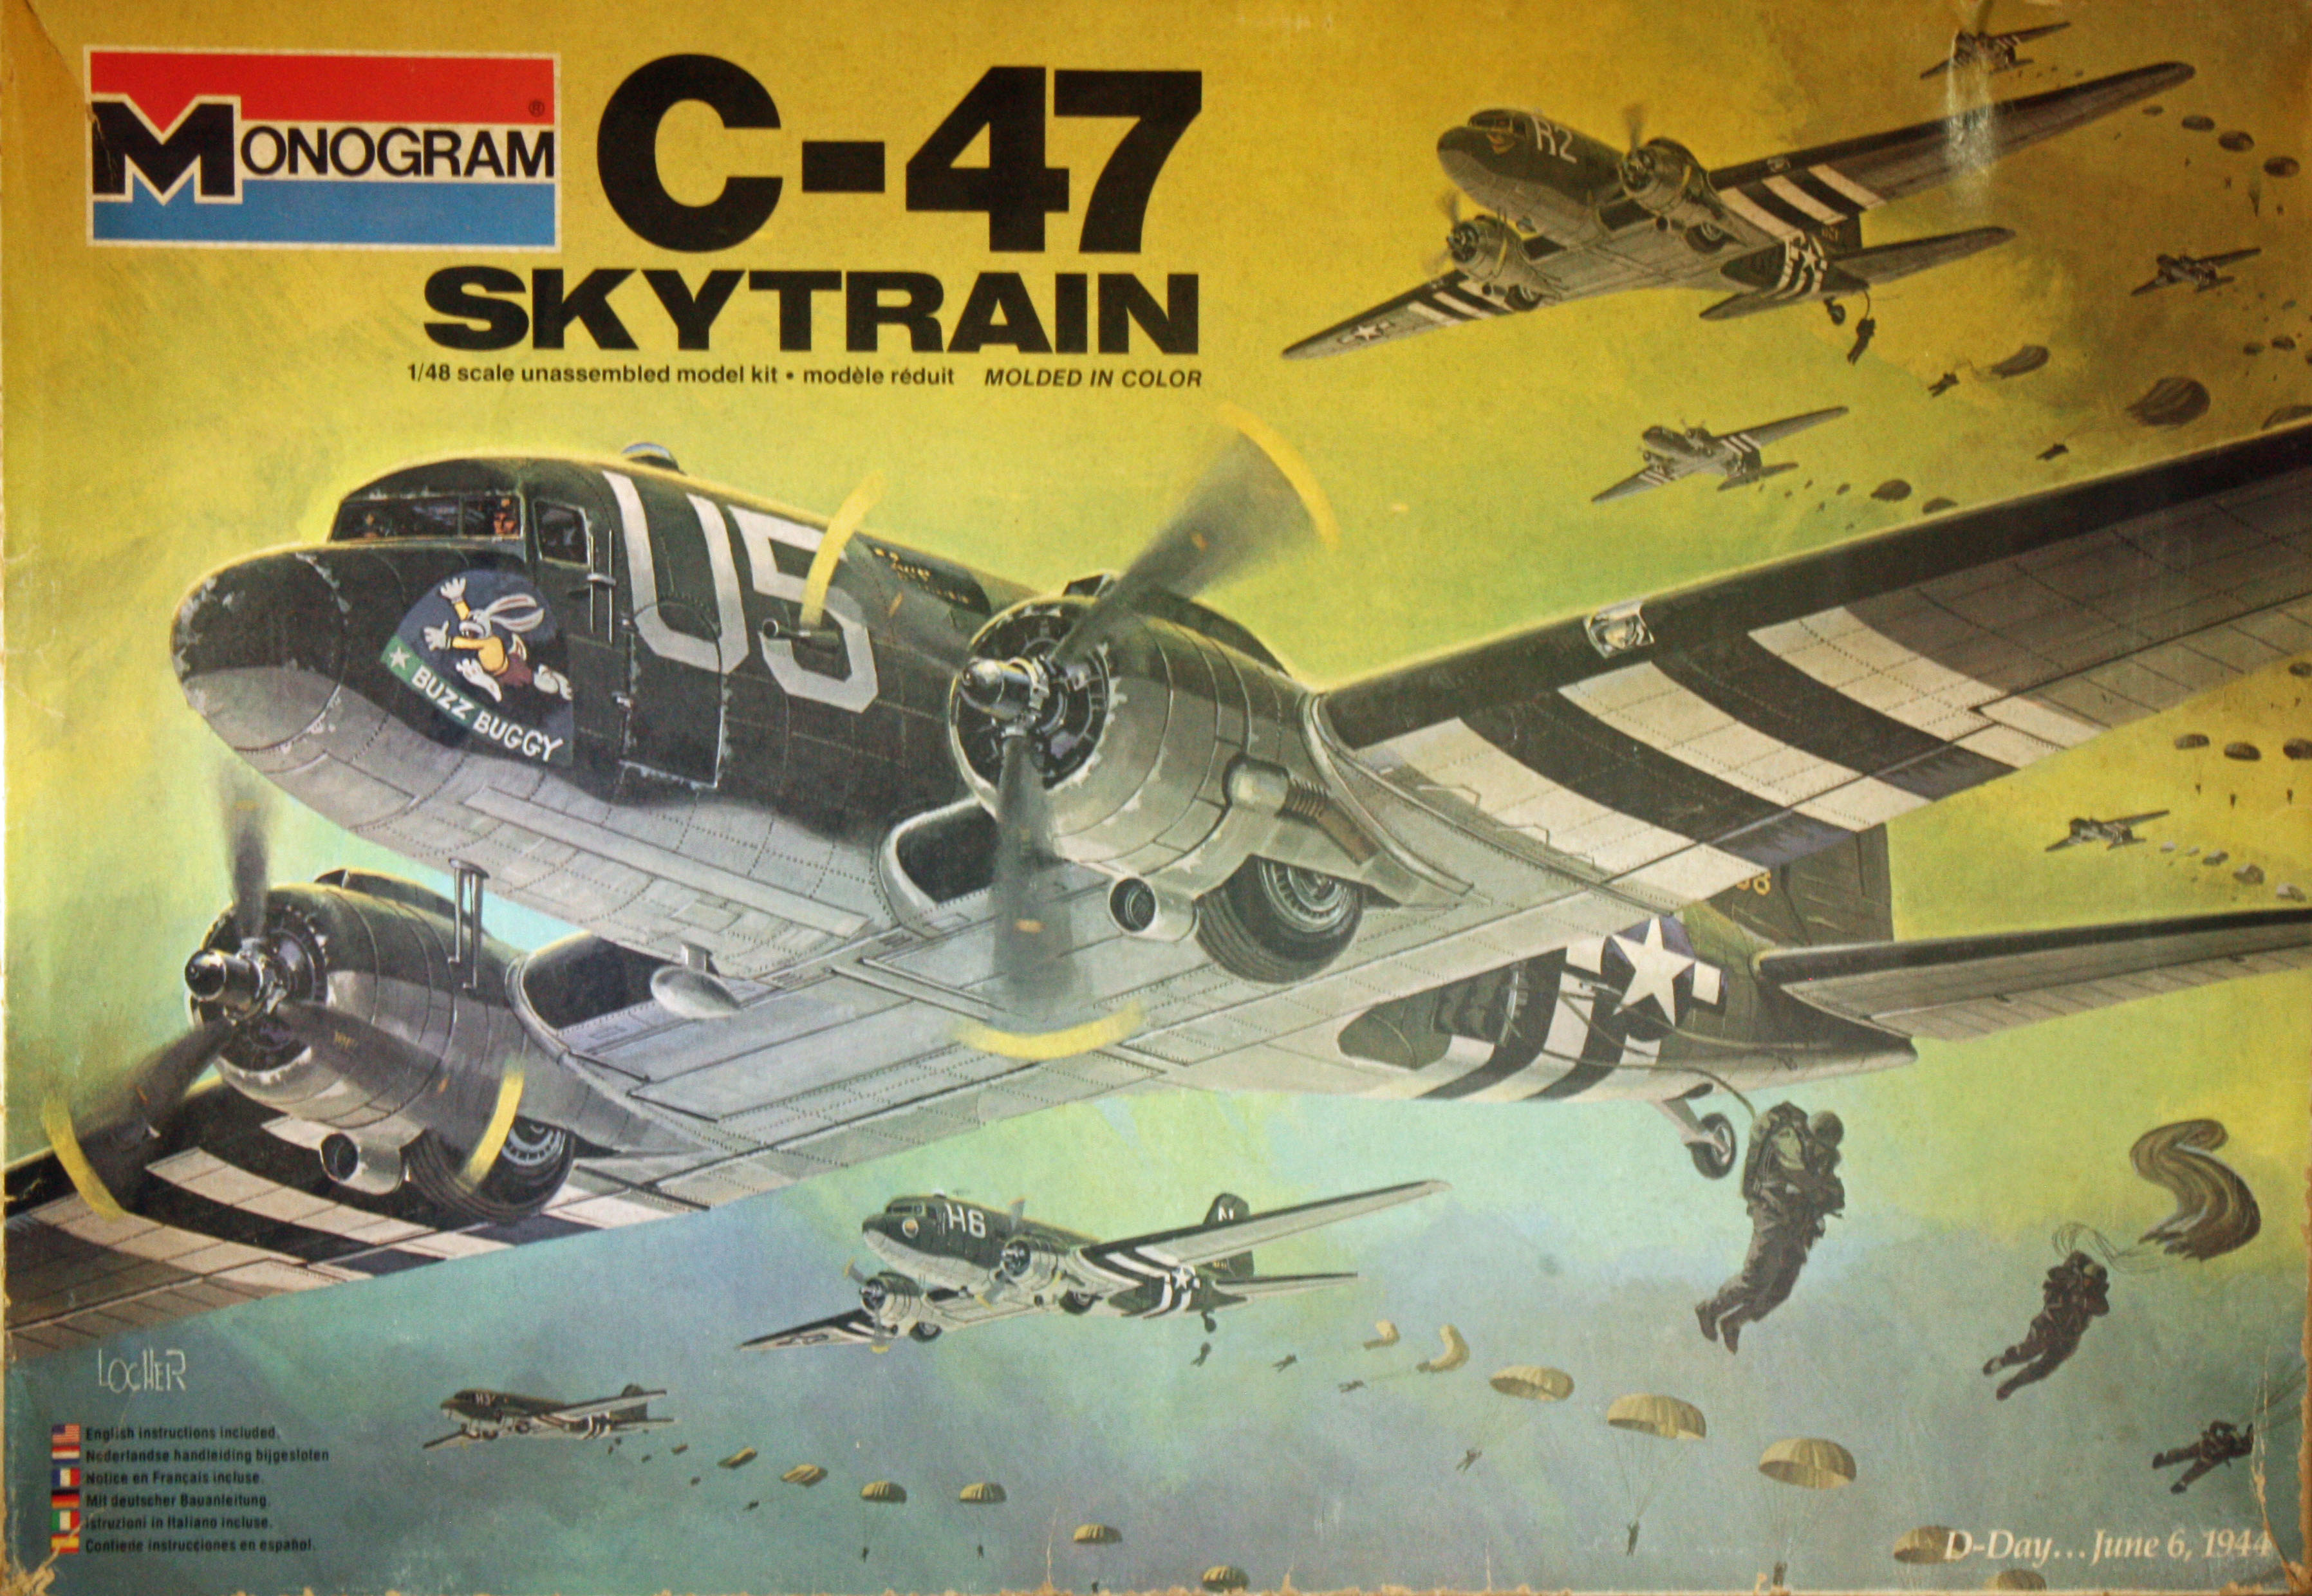 MONOGRAM®
C-47
SKYTRAIN
1/48 scale unassembled model kit • modèle réduit MOLDED IN COLOR
R2
U5
BUZZ BUGGY
H6
LOCHER
English instructions included.
Nederlandse handleiding bijgesloten
Notice en Français incluse.
Mit deutscher Bauanleitung.
Istruzioni in Italiano incluse.
Contiene instrucciones en español.
D-Day...June 6, 1944